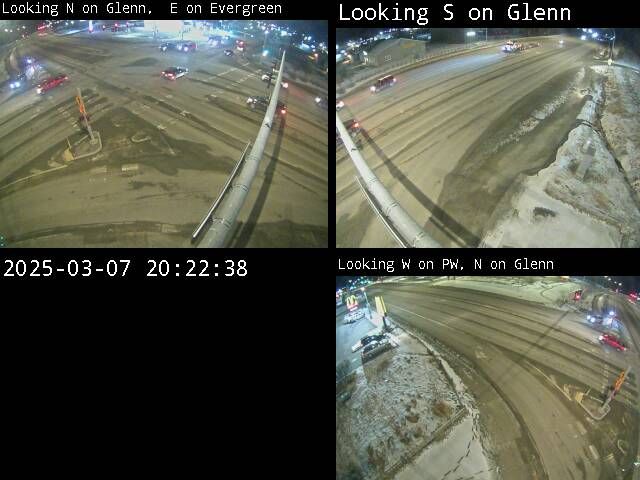 Looking N on Glenn,  E on Evergreen
Looking S on Glenn
2025-03-07 20:22:38
Looking W on PW, N on Glenn